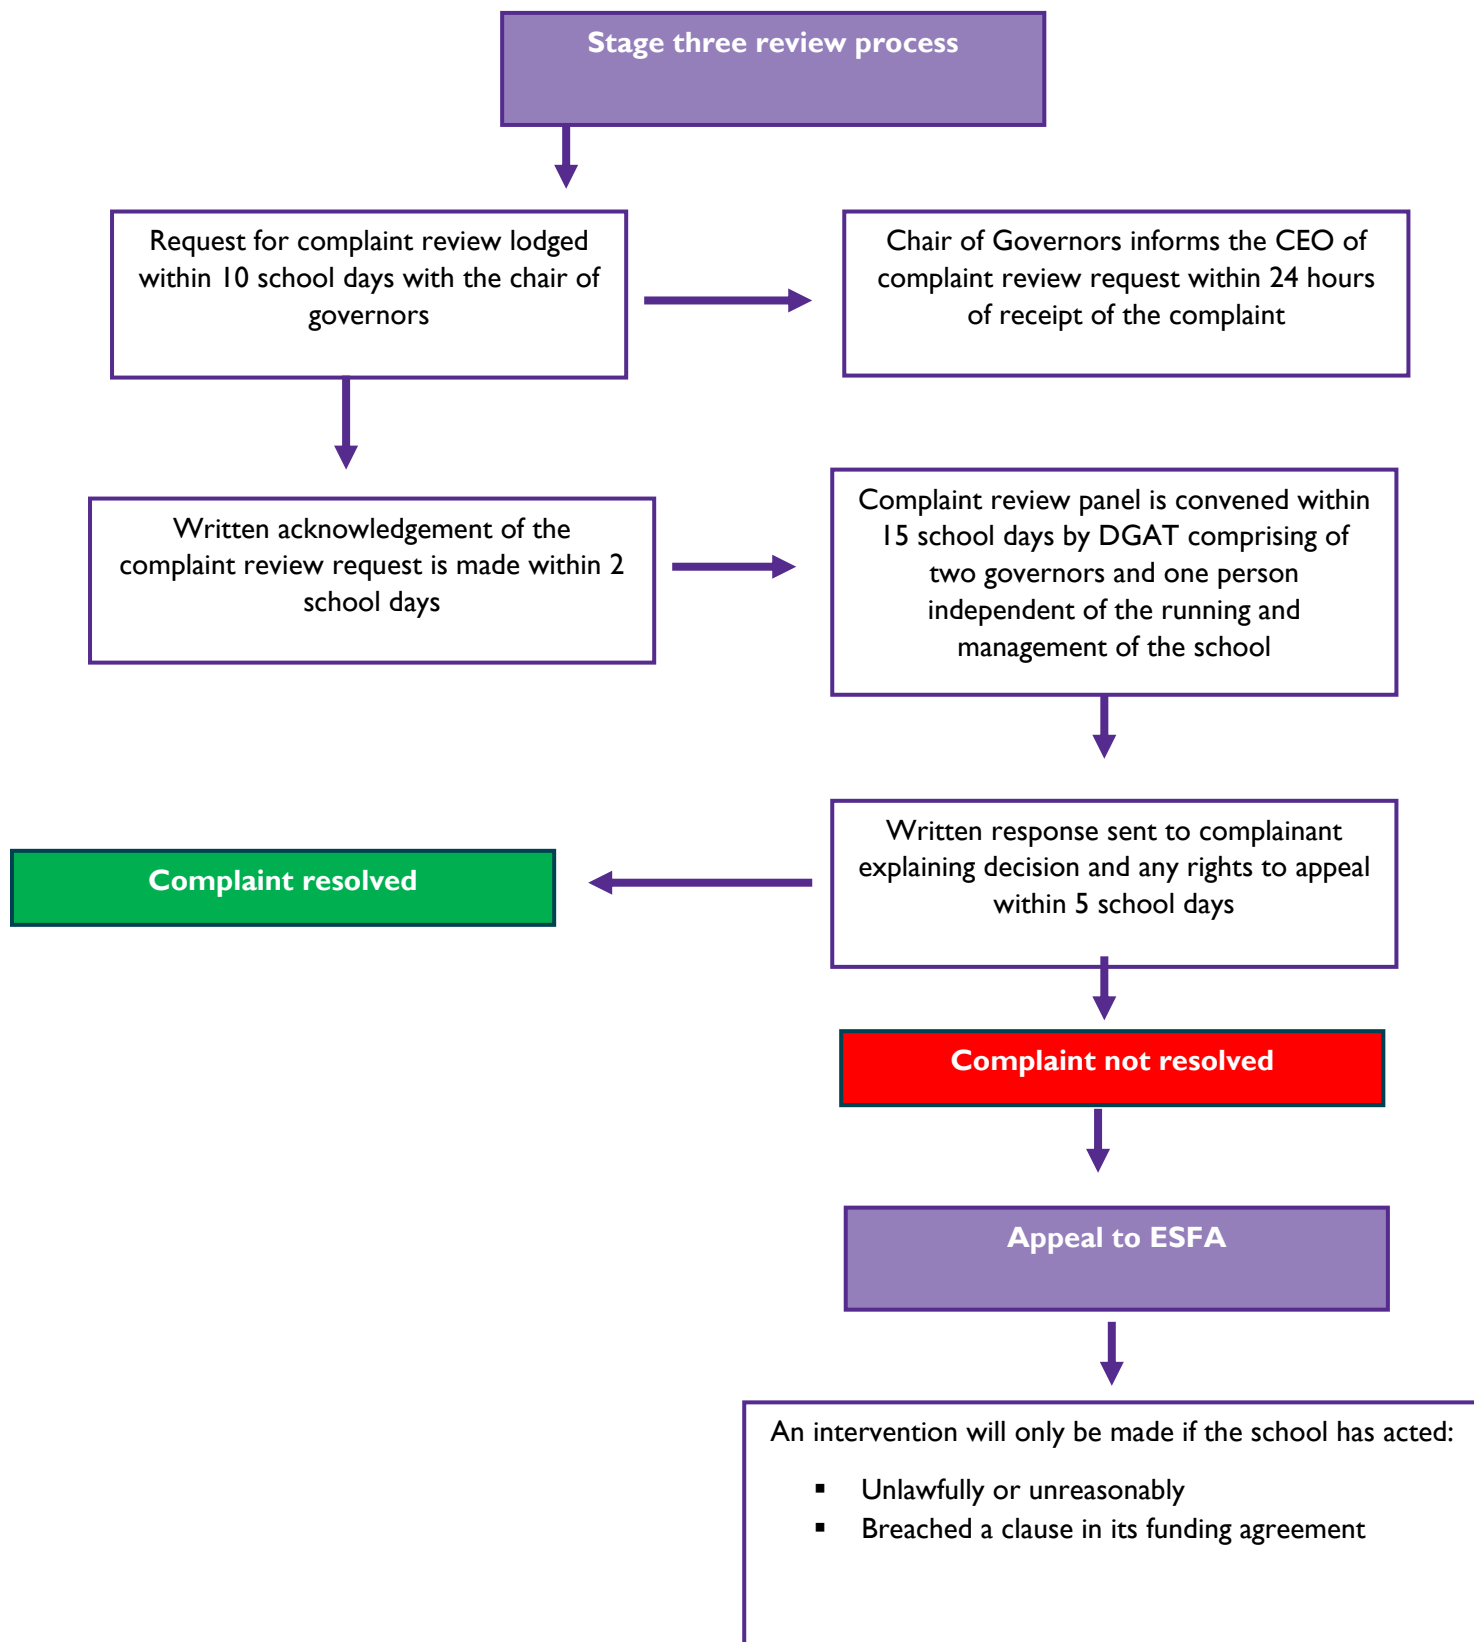 Stage three review process
Request for complaint review lodged
within 10 school days with the chair of
governors
Chair of Governors informs the CEO of
complaint review request within 24 hours
of receipt of the complaint
Written acknowledgement of the
complaint review request is made within 2
school days
Complaint review panel is convened within
15 school days by DGAT comprising of
two governors and one person
independent of the running and
management of the school
Written response sent to complainant
explaining decision and any rights to appeal
within 5 school days
Complaint resolved
Complaint not resolved
Appeal to ESFA
An intervention will only be made if the school has acted:
▪ Unlawfully or unreasonably
▪ Breached a clause in its funding agreement